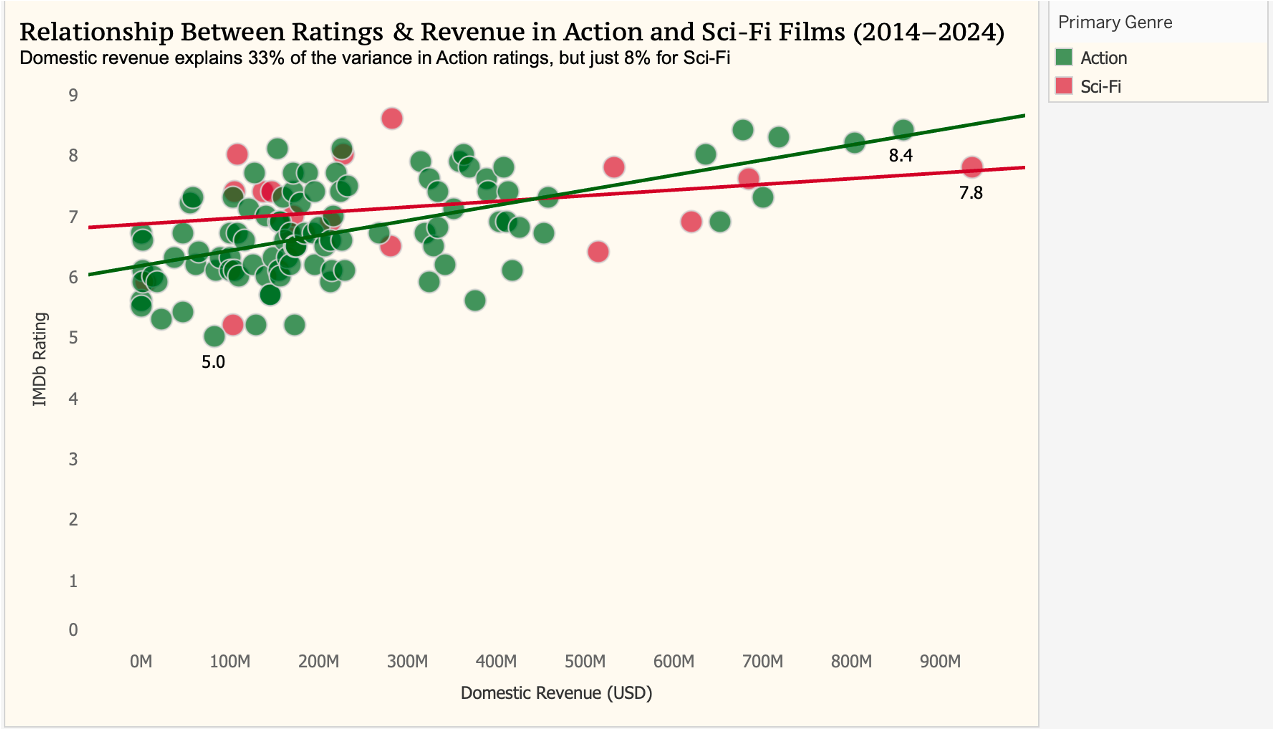 Relationship Between Ratings & Revenue in Action and Sci-Fi Films (2014–2024)
Domestic revenue explains 33% of the variance in Action ratings, but just 8% for Sci-Fi
Primary Genre
Action
Sci-Fi
9
8
7
6
5
4
3
2
1
0
IMDb Rating
8.4
7.8
5.0
0M 100M 200M 300M 400M 500M 600M 700M 800M 900M
Domestic Revenue (USD)